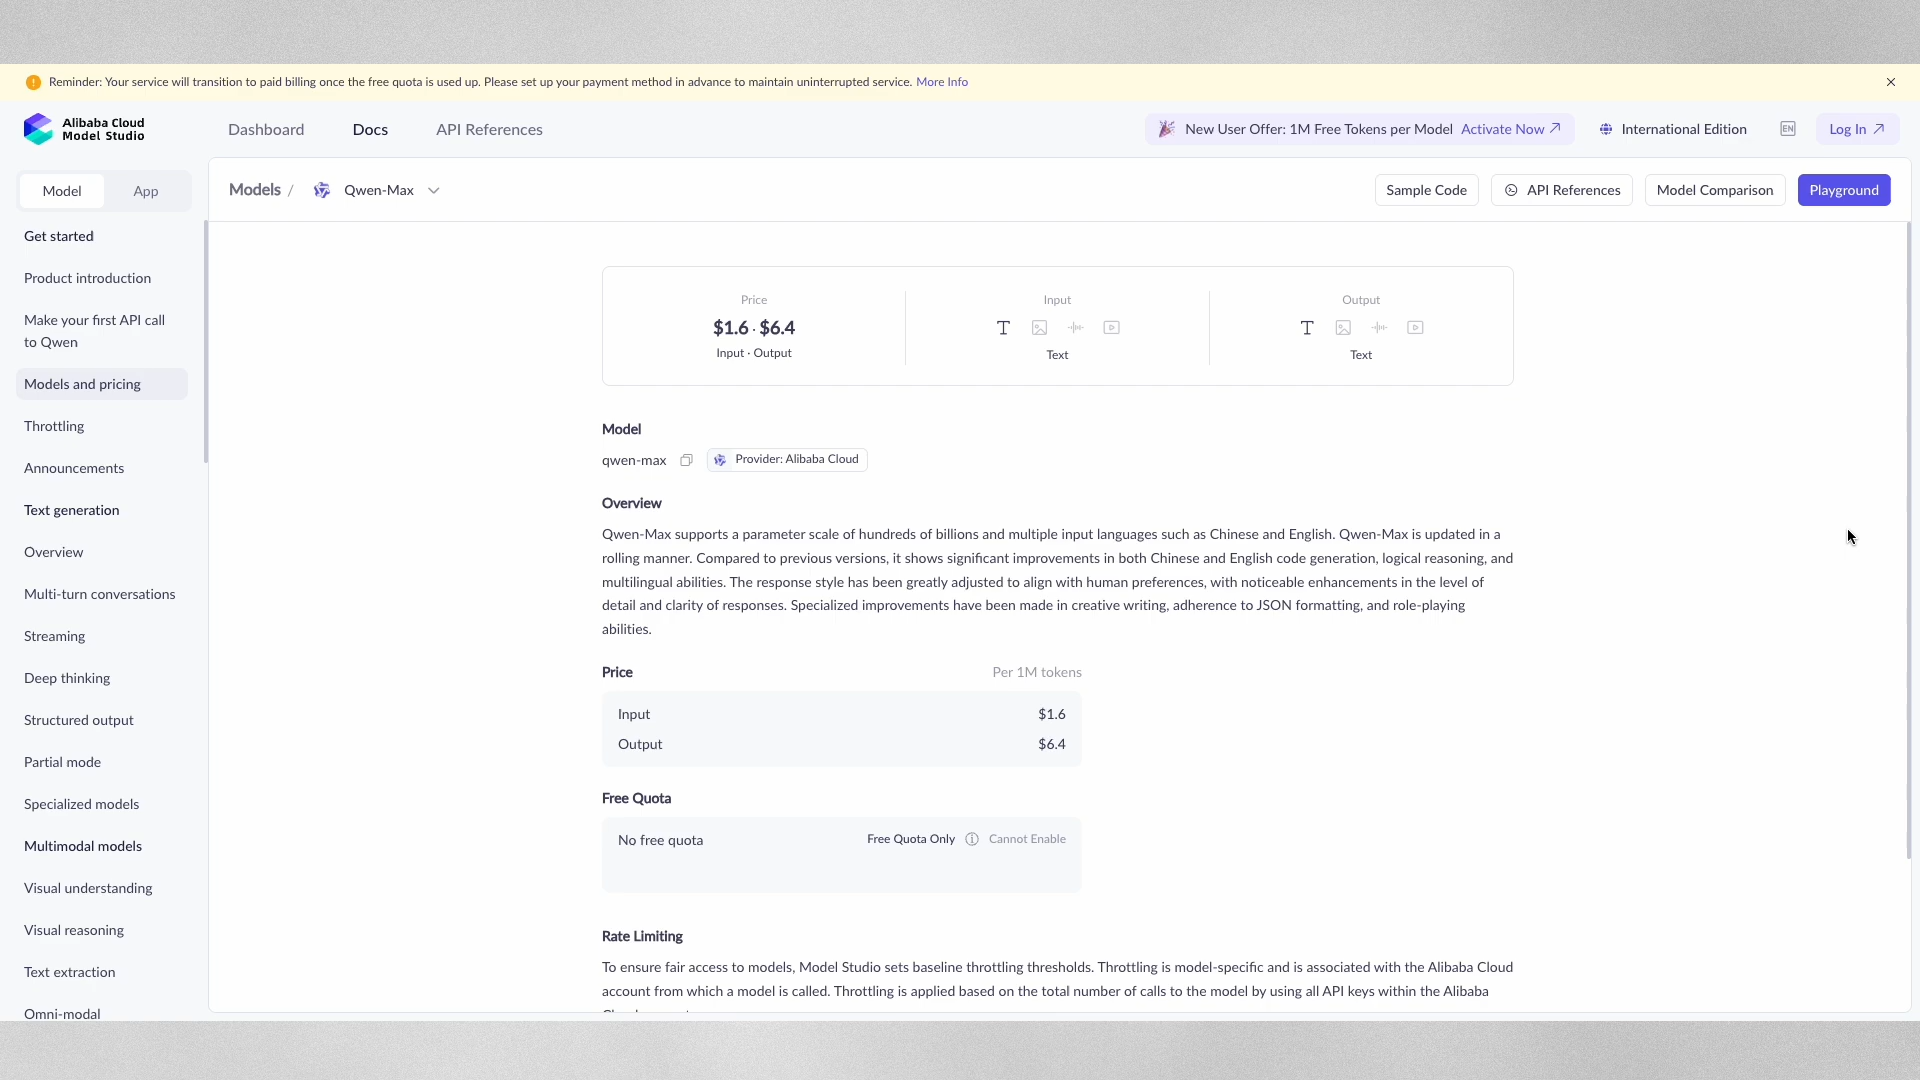 Reminder: Your service will transition to paid billing once the free quota is used up. Please set up your payment method in advance to maintain uninterrupted service. More Info
Alibaba Cloud
Model Studio
Dashboard
Docs
API References
New User Offer: 1M Free Tokens per Model Activate Now
International Edition
EN
Log In
Model
App
Models /
Qwen-Max
Sample Code
API References
Model Comparison
Playground
Get started
Product introduction
Make your first API call
to Qwen
Models and pricing
Throttling
Announcements
Text generation
Overview
Multi-turn conversations
Streaming
Deep thinking
Structured output
Partial mode
Specialized models
Multimodal models
Visual understanding
Visual reasoning
Text extraction
Omni-modal
Price
$1.6 · $6.4
Input · Output
Input
Text
Output
Text
Model
qwen-max
Provider: Alibaba Cloud
Overview
Qwen-Max supports a parameter scale of hundreds of billions and multiple input languages such as Chinese and English. Qwen-Max is updated in a
rolling manner. Compared to previous versions, it shows significant improvements in both Chinese and English code generation, logical reasoning, and
multilingual abilities. The response style has been greatly adjusted to align with human preferences, with noticeable enhancements in the level of
detail and clarity of responses. Specialized improvements have been made in creative writing, adherence to JSON formatting, and role-playing
abilities.
Price
Per 1M tokens
Input
$1.6
Output
$6.4
Free Quota
No free quota
Free Quota Only
Cannot Enable
Rate Limiting
To ensure fair access to models, Model Studio sets baseline throttling thresholds. Throttling is model-specific and is associated with the Alibaba Cloud
account from which a model is called. Throttling is applied based on the total number of calls to the model by using all API keys within the Alibaba